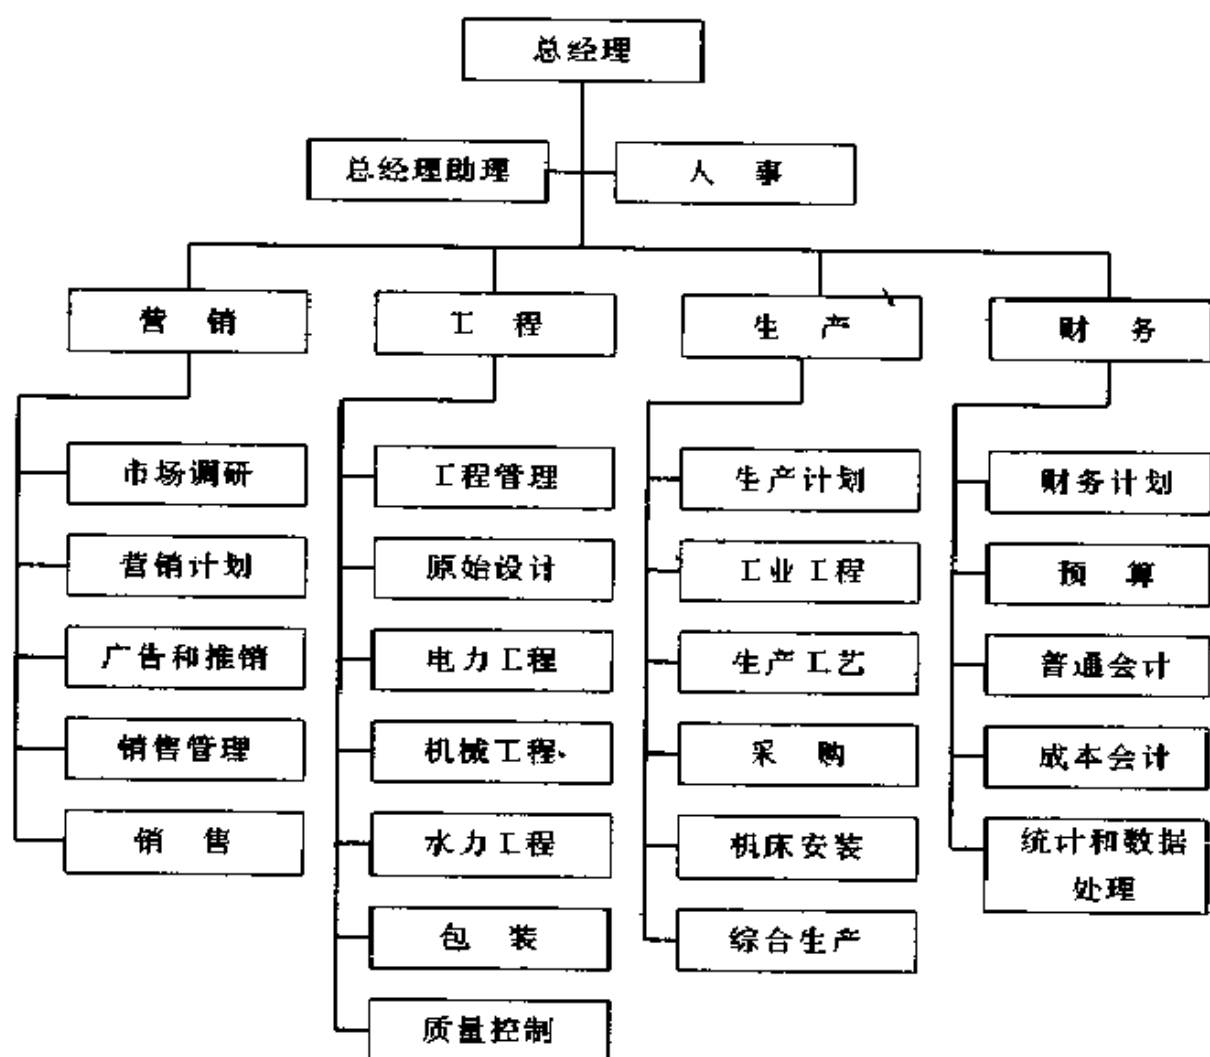 总经理
总经理助理
人 事
营 销
工 程
生 产
财 务
市场调研
营销计划
广告和推销
销售管理
销 售
工程管理
原始设计
电力工程
机械工程
水力工程
包 装
质量控制
生产计划
工业工程
生产工艺
采 购
机床安装
综合生产
财务计划
预 算
普通会计
成本会计
统计和数据
处理